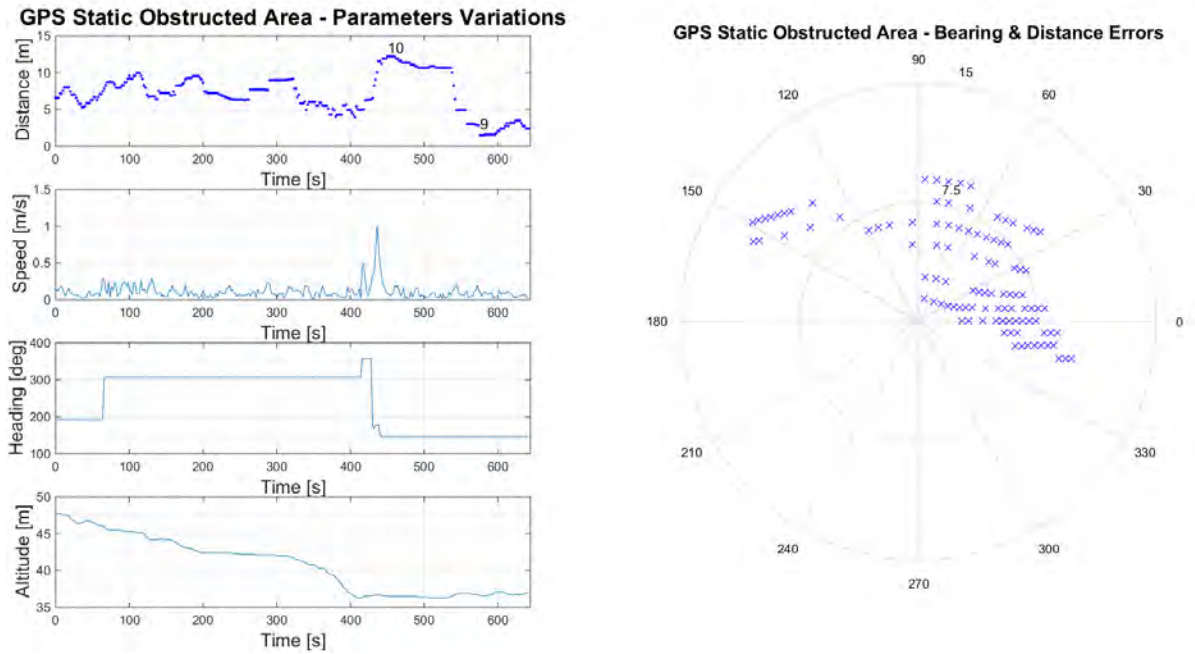 GPS Static Obstructed Area - Parameters Variations
15
10
5
0
Distance [m]
10
9
0 100 200 300 400 500 600
Time [s]
1.5
1
0.5
0
Speed [m/s]
0 100 200 300 400 500 600
Time [s]
400
300
200
100
Heading [deg]
0 100 200 300 400 500 600
Time [s]
50
45
40
35
Altitude [m]
0 100 200 300 400 500 600
Time [s]
GPS Static Obstructed Area - Bearing & Distance Errors
90
15
120
60
150
7.5
30
180
0
210
330
240
300
270